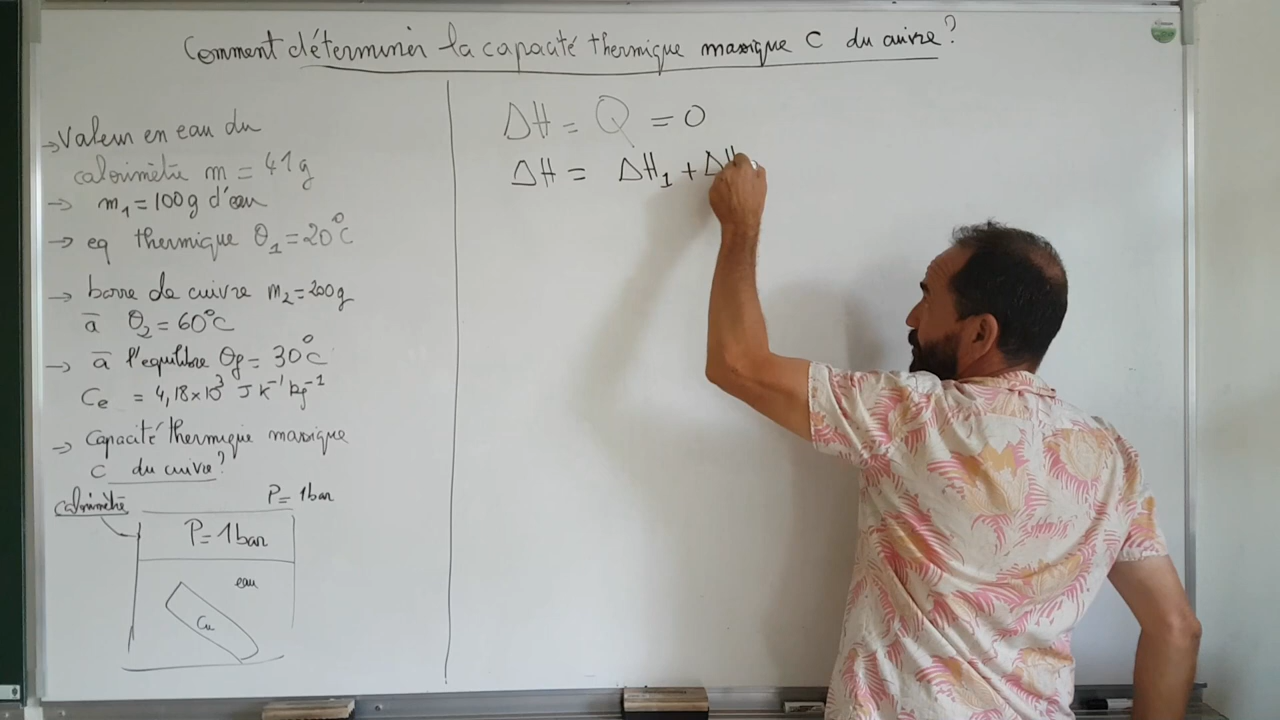 Comment déterminer la capacité thermique massique C du cuivre?
→ Valeur en eau du
calorimètre m = 41g
→ m₁ = 100g d'eau
→ eq thermique θ₁ = 20°C
→ barre de cuivre m₂ = 200g
à θ₂ = 60°C
→ à l'equilibre θf = 30°C
Ce = 4,18×10³ J K⁻¹ kg⁻¹
→ Capacité thermique massique
C du cuivre?
calorimètre
P = 1bar
P = 1bar
eau
Cu
ΔH = Q = 0
ΔH = ΔH₁ + ΔH